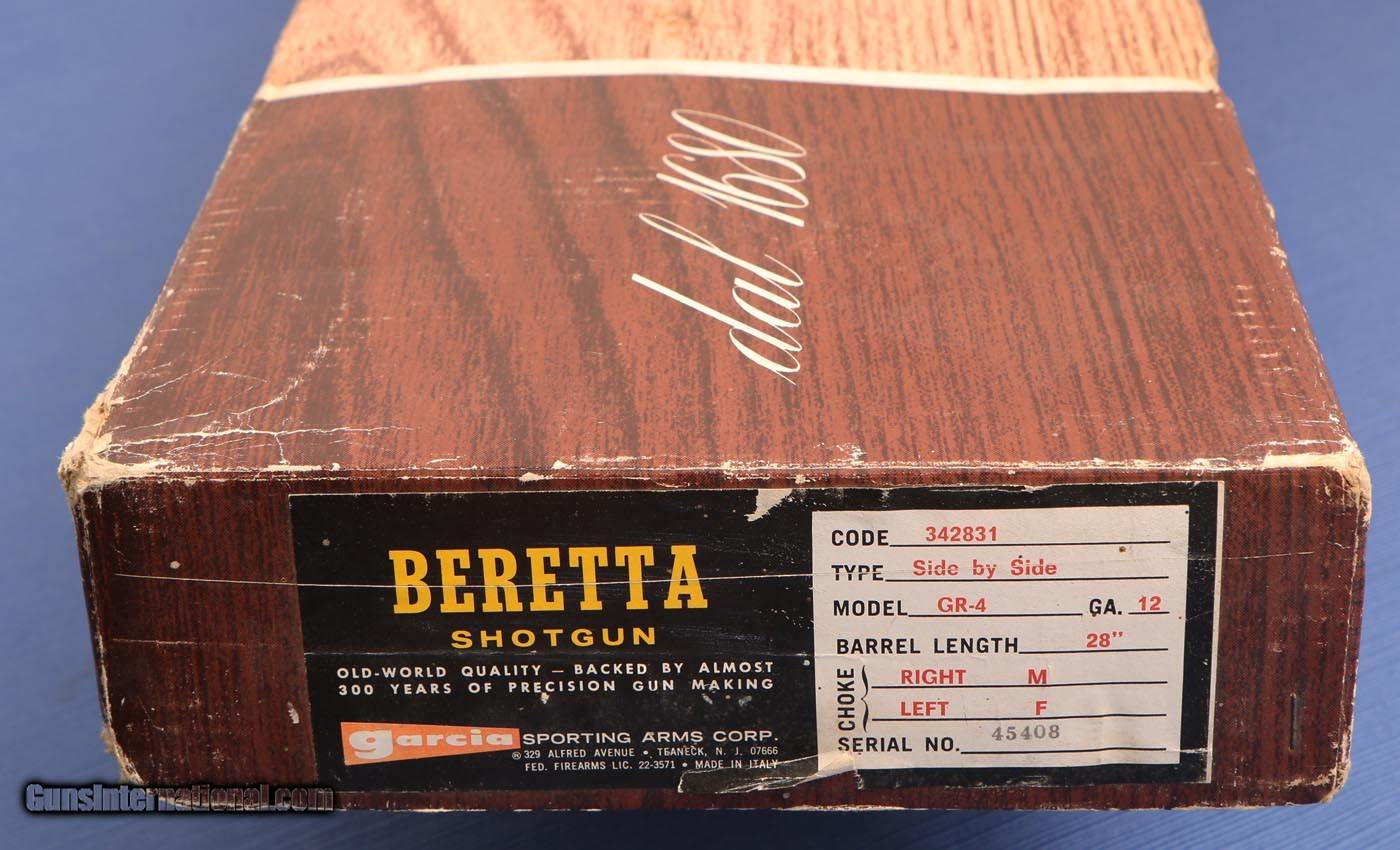 dal 1680
BERETTA
SHOTGUN
OLD-WORLD QUALITY — BACKED BY ALMOST
300 YEARS OF PRECISION GUN MAKING
garcia SPORTING ARMS CORP.
® 329 ALFRED AVENUE • TEANECK, N. J. 07666
FED. FIREARMS LIC. 22-3571 • MADE IN ITALY
CODE 342831
TYPE Side by Side
MODEL GR-4 GA. 12
BARREL LENGTH 28"
CHOKE
RIGHT M
LEFT F
SERIAL NO. 45408
GunsInternational.com